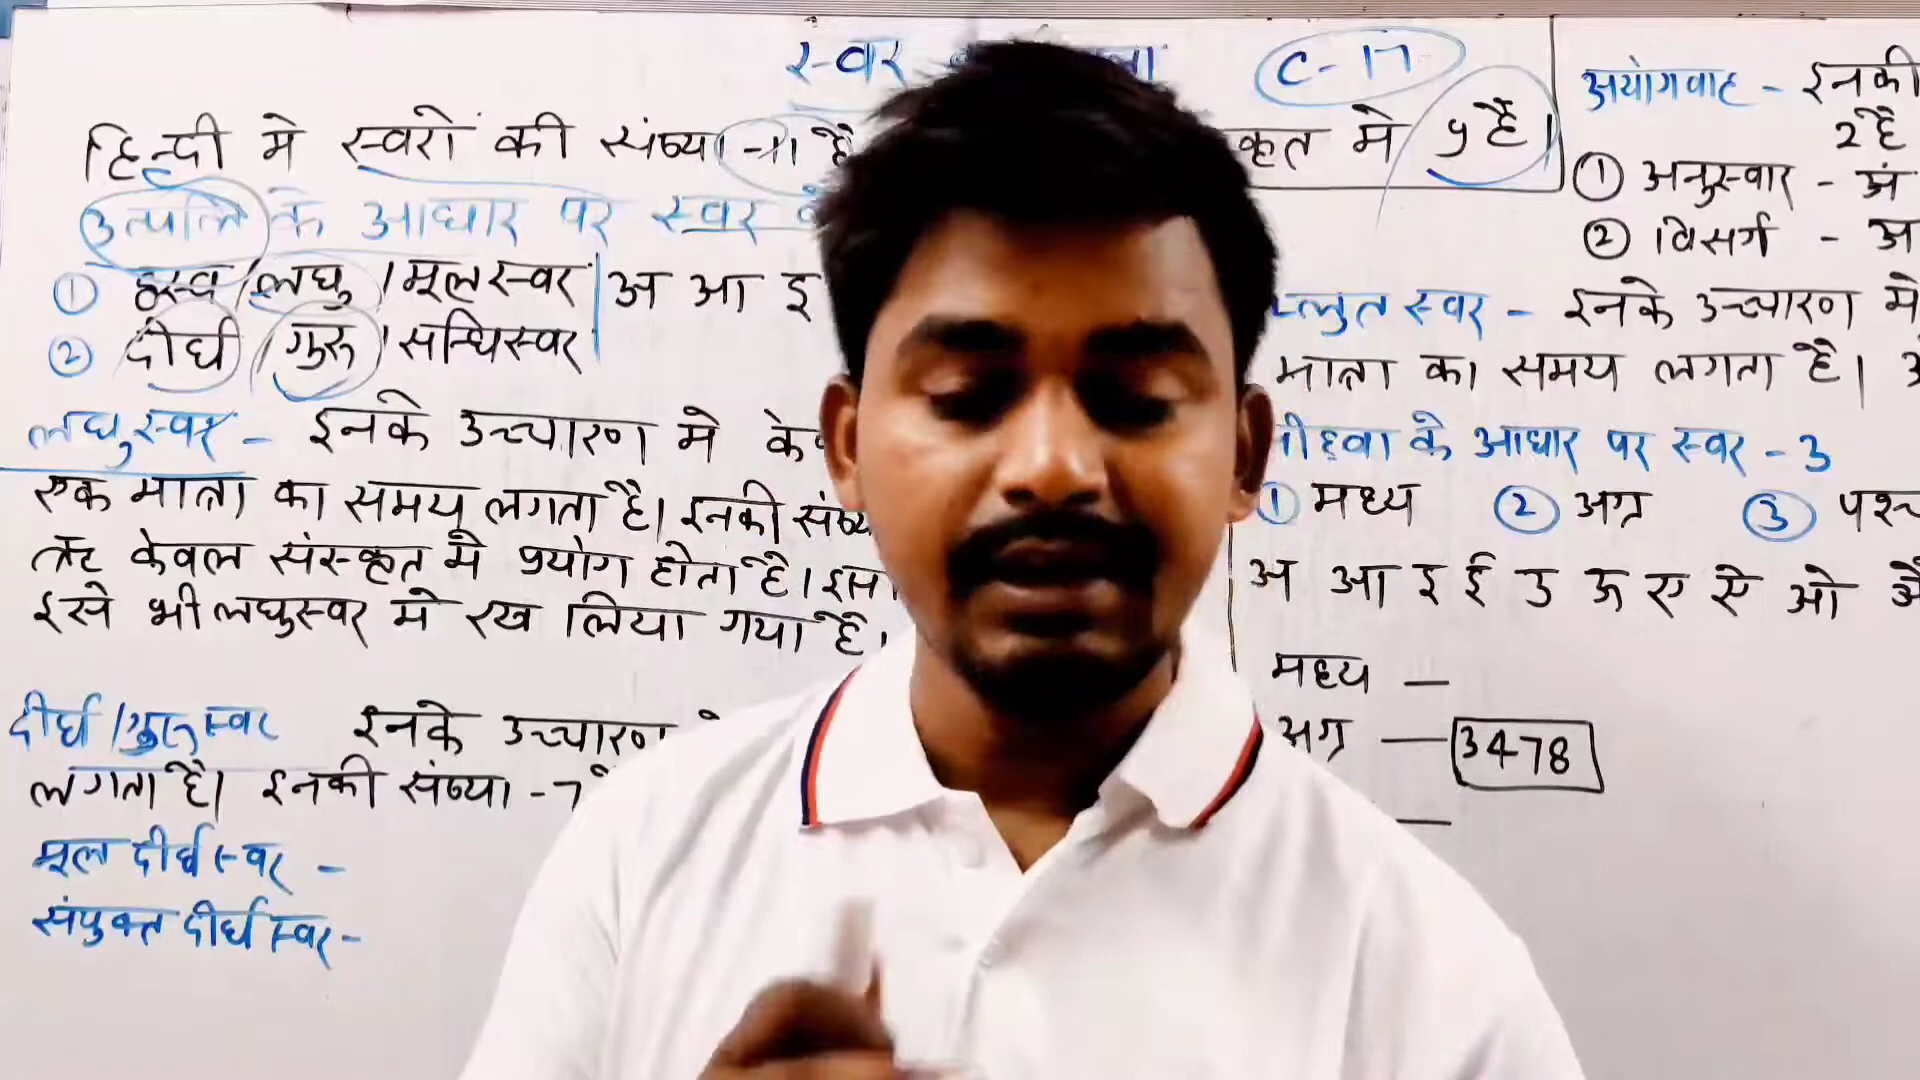 स्वर
C-17
हिन्दी मे स्वरों की संख्या -11 है
कृत मे 9 है।
उत्पत्ति के आधार पर स्वर
① ह्रस्व / लघु / मूलस्वर | अ आ इ
② दीर्घ / गुरू / सन्धिस्वर
लघुस्वर - इनके उच्चारण मे के
एक मात्रा का समय लगता है। इनकी संख्य
ऋ केवल संस्कृत मे प्रयोग होता है। इस
इसे भी लघुस्वर मे रख लिया गया है।
दीर्घ / गुरू स्वर इनके उच्चारण
लगता है। इनकी संख्या - 7
मूल दीर्घ स्वर -
संयुक्त दीर्घ स्वर -
अयोगवाह - इनकी
2 है
① अनुस्वार - अं
② विसर्ग - अ
प्लुत स्वर - इनके उच्चारण मे
मात्रा का समय लगता है।
के आधार पर स्वर - 3
① मध्य ② अग्र ③ पश्च
अ आ इ ई उ ऊ ए ऐ ओ औ
मध्य —
अग्र — 3478